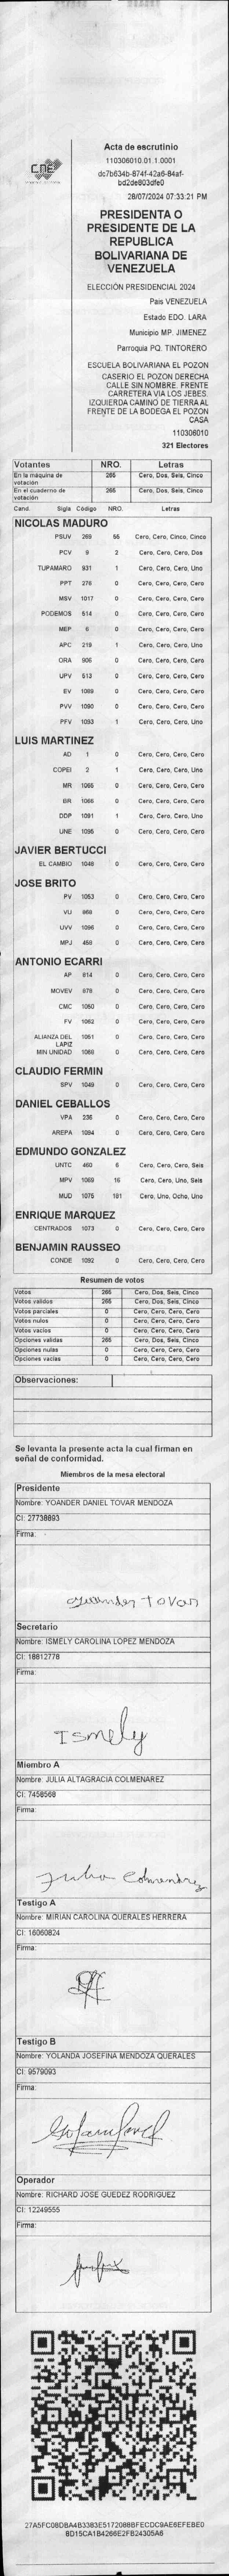 CNE
Acta de escrutinio
110306010.01.1.0001
dc7b634b-874f-42a6-84af-
bd2de803dfe0
28/07/2024 07:33:21 PM
PRESIDENTA O
PRESIDENTE DE LA
REPUBLICA
BOLIVARIANA DE
VENEZUELA
ELECCIÓN PRESIDENCIAL 2024
Pais VENEZUELA
Estado EDO. LARA
Municipio MP. JIMENEZ
Parroquia PQ. TINTORERO
ESCUELA BOLIVARIANA EL POZON
CASERIO EL POZON DERECHA
CALLE SIN NOMBRE. FRENTE
CARRETERA VIA LOS JEBES.
IZQUIERDA CAMINO DE TIERRA AL
FRENTE DE LA BODEGA EL POZON
CASA
110306010
321 Electores
Votantes NRO. Letras
En la máquina de votación 265 Cero, Dos, Seis, Cinco
En el cuaderno de votación 265 Cero, Dos, Seis, Cinco
Cand. Sigla Código NRO. Letras
NICOLAS MADURO
PSUV 269 55 Cero, Cero, Cinco, Cinco
PCV 9 2 Cero, Cero, Cero, Dos
TUPAMARO 931 1 Cero, Cero, Cero, Uno
PPT 276 0 Cero, Cero, Cero, Cero
MSV 1017 0 Cero, Cero, Cero, Cero
PODEMOS 514 0 Cero, Cero, Cero, Cero
MEP 6 0 Cero, Cero, Cero, Cero
APC 219 1 Cero, Cero, Cero, Uno
ORA 906 0 Cero, Cero, Cero, Cero
UPV 513 0 Cero, Cero, Cero, Cero
EV 1089 0 Cero, Cero, Cero, Cero
PVV 1090 0 Cero, Cero, Cero, Cero
PFV 1093 1 Cero, Cero, Cero, Uno
LUIS MARTINEZ
AD 1 0 Cero, Cero, Cero, Cero
COPEI 2 1 Cero, Cero, Cero, Uno
MR 1065 0 Cero, Cero, Cero, Cero
BR 1066 0 Cero, Cero, Cero, Cero
DDP 1091 1 Cero, Cero, Cero, Uno
UNE 1095 0 Cero, Cero, Cero, Cero
JAVIER BERTUCCI
EL CAMBIO 1048 0 Cero, Cero, Cero, Cero
JOSE BRITO
PV 1053 0 Cero, Cero, Cero, Cero
VU 968 0 Cero, Cero, Cero, Cero
UVV 1096 0 Cero, Cero, Cero, Cero
MPJ 458 0 Cero, Cero, Cero, Cero
ANTONIO ECARRI
AP 814 0 Cero, Cero, Cero, Cero
MOVEV 878 0 Cero, Cero, Cero, Cero
CMC 1050 0 Cero, Cero, Cero, Cero
FV 1062 0 Cero, Cero, Cero, Cero
ALIANZA DEL LAPIZ 1051 0 Cero, Cero, Cero, Cero
MIN UNIDAD 1088 0 Cero, Cero, Cero, Cero
CLAUDIO FERMIN
SPV 1049 0 Cero, Cero, Cero, Cero
DANIEL CEBALLOS
VPA 236 0 Cero, Cero, Cero, Cero
AREPA 1094 0 Cero, Cero, Cero, Cero
EDMUNDO GONZALEZ
UNTC 460 6 Cero, Cero, Cero, Seis
MPV 1069 16 Cero, Cero, Uno, Seis
MUD 1075 181 Cero, Uno, Ocho, Uno
ENRIQUE MARQUEZ
CENTRADOS 1073 0 Cero, Cero, Cero, Cero
BENJAMIN RAUSSEO
CONDE 1092 0 Cero, Cero, Cero, Cero
Resumen de votos
Votos 265 Cero, Dos, Seis, Cinco
Votos validos 265 Cero, Dos, Seis, Cinco
Votos parciales 0 Cero, Cero, Cero, Cero
Votos nulos 0 Cero, Cero, Cero, Cero
Votos vacios 0 Cero, Cero, Cero, Cero
Opciones validas 265 Cero, Dos, Seis, Cinco
Opciones nulas 0 Cero, Cero, Cero, Cero
Opciones vacias 0 Cero, Cero, Cero, Cero
Observaciones:
Se levanta la presente acta la cual firman en
señal de conformidad.
Miembros de la mesa electoral
Presidente
Nombre: YOANDER DANIEL TOVAR MENDOZA
CI: 27738893
Firma:
yoander tovar
Secretario
Nombre: ISMELY CAROLINA LOPEZ MENDOZA
CI: 18812778
Firma:
Ismely
Miembro A
Nombre: JULIA ALTAGRACIA COLMENAREZ
CI: 7458568
Firma:
Julia Colmenarez
Testigo A
Nombre: MIRIAN CAROLINA QUERALES HERRERA
CI: 16060824
Firma:
Testigo B
Nombre: YOLANDA JOSEFINA MENDOZA QUERALES
CI: 9579093
Firma:
Operador
Nombre: RICHARD JOSE GUEDEZ RODRIGUEZ
CI: 12249555
Firma:
27A5FC08DBA4B3383E5172088BFECDC9AE6EFEBE0
8D15CA1B4266E2FB24305A6